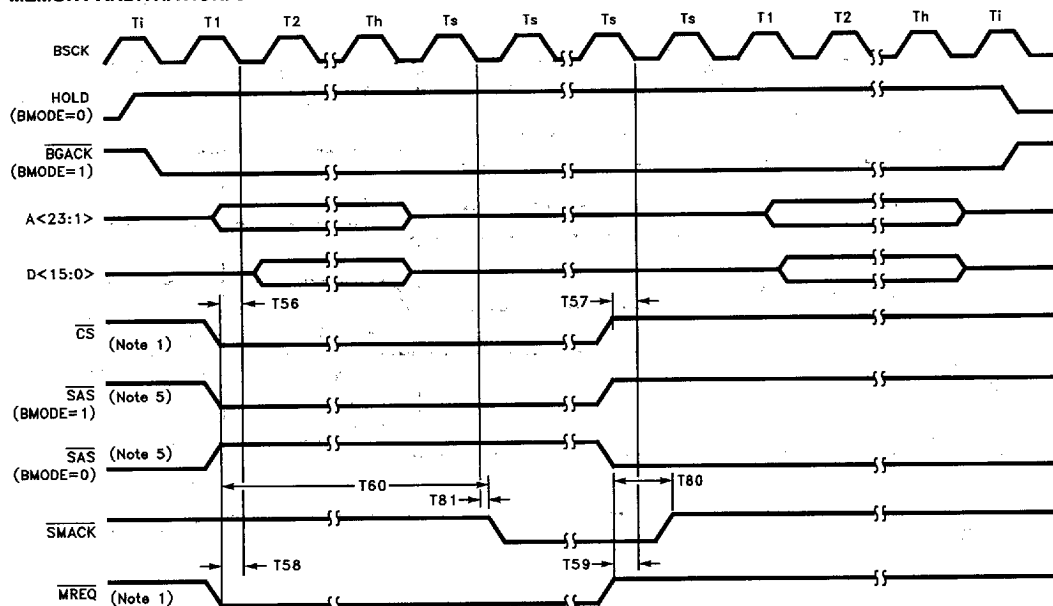 Ti T1 T2 Th Ts Ts Ts Ts T1 T2 Th Ti
BSCK
HOLD
(BMODE=0)
BGACK
(BMODE=1)
A<23:1>
D<15:0>
T56
T57
CS (Note 1)
SAS (Note 5)
(BMODE=1)
SAS (Note 5)
(BMODE=0)
T60
T80
T81
SMACK
T58
T59
MREQ (Note 1)